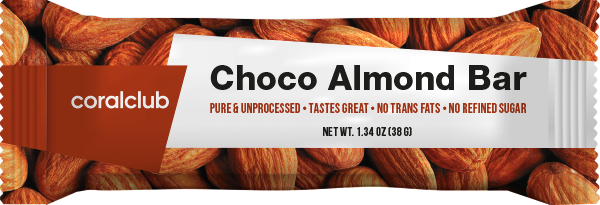 coralclub
Choco Almond Bar
PURE & UNPROCESSED • TASTES GREAT • NO TRANS FATS • NO REFINED SUGAR
NET WT. 1.34 OZ (38 G)